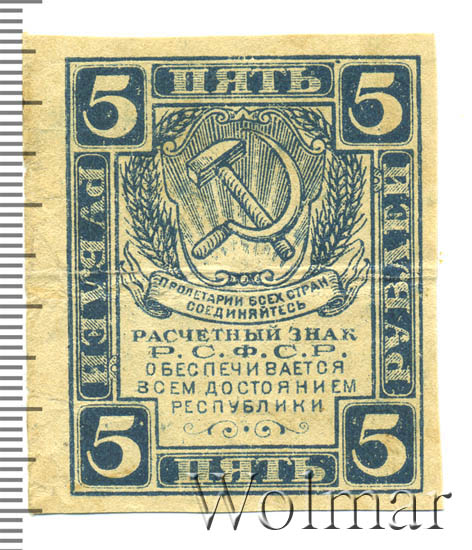 5 ПЯТЬ 5
РУБЛЕЙ
РУБЛЕЙ
ПРОЛЕТАРИИ ВСЕХ СТРАН
СОЕДИНЯЙТЕСЬ
РАСЧЕТНЫЙ ЗНАК
Р.С.Ф.С.Р.
ОБЕСПЕЧИВАЕТСЯ
ВСЕМ ДОСТОЯНИЕМ
РЕСПУБЛИКИ
5 ПЯТЬ 5
Wolmar